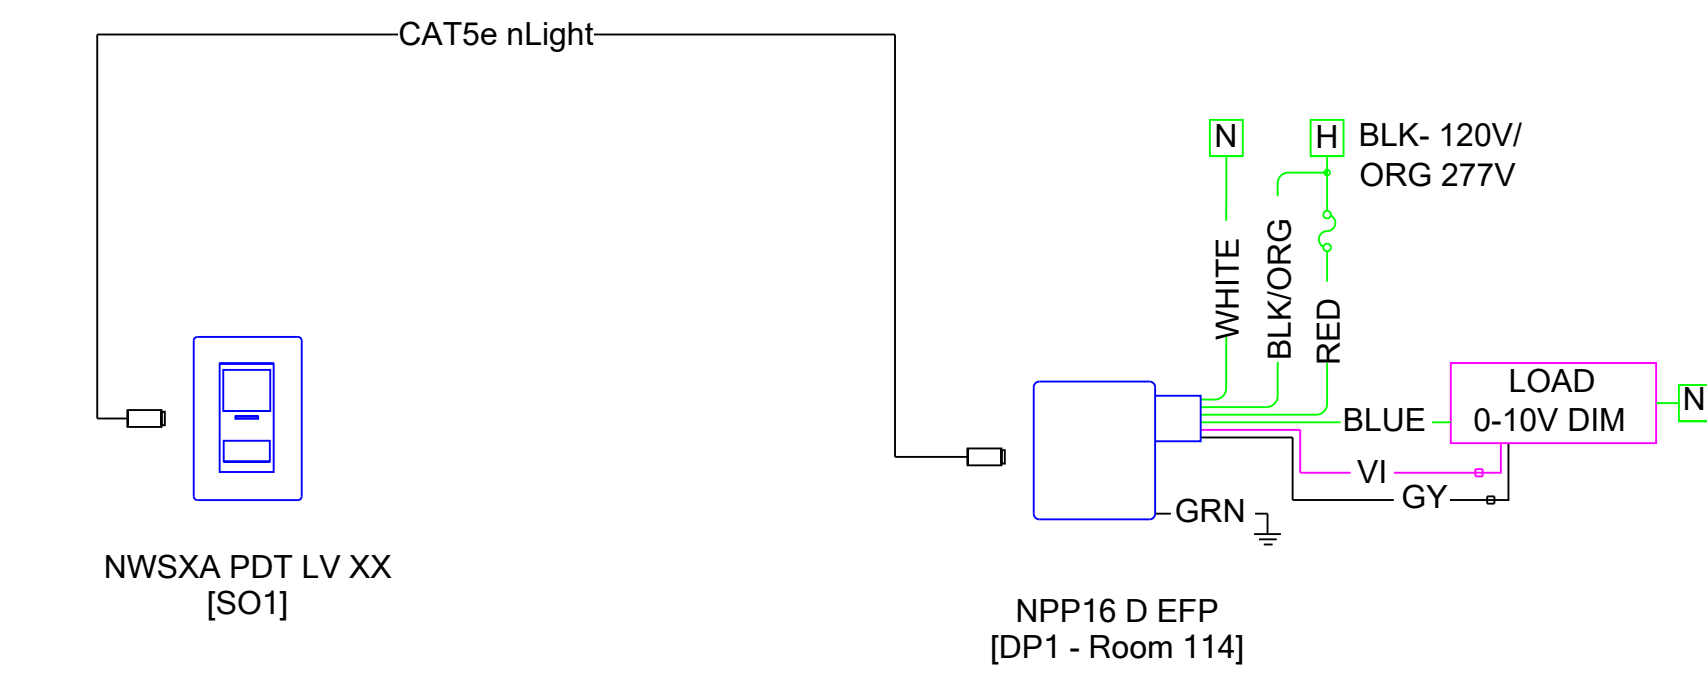 CAT5e nLight
N
H
BLK- 120V/
ORG 277V
WHITE
BLK/ORG
RED
LOAD
0-10V DIM
N
BLUE
VI
GY
GRN
NWSXA PDT LV XX
[SO1]
NPP16 D EFP
[DP1 - Room 114]